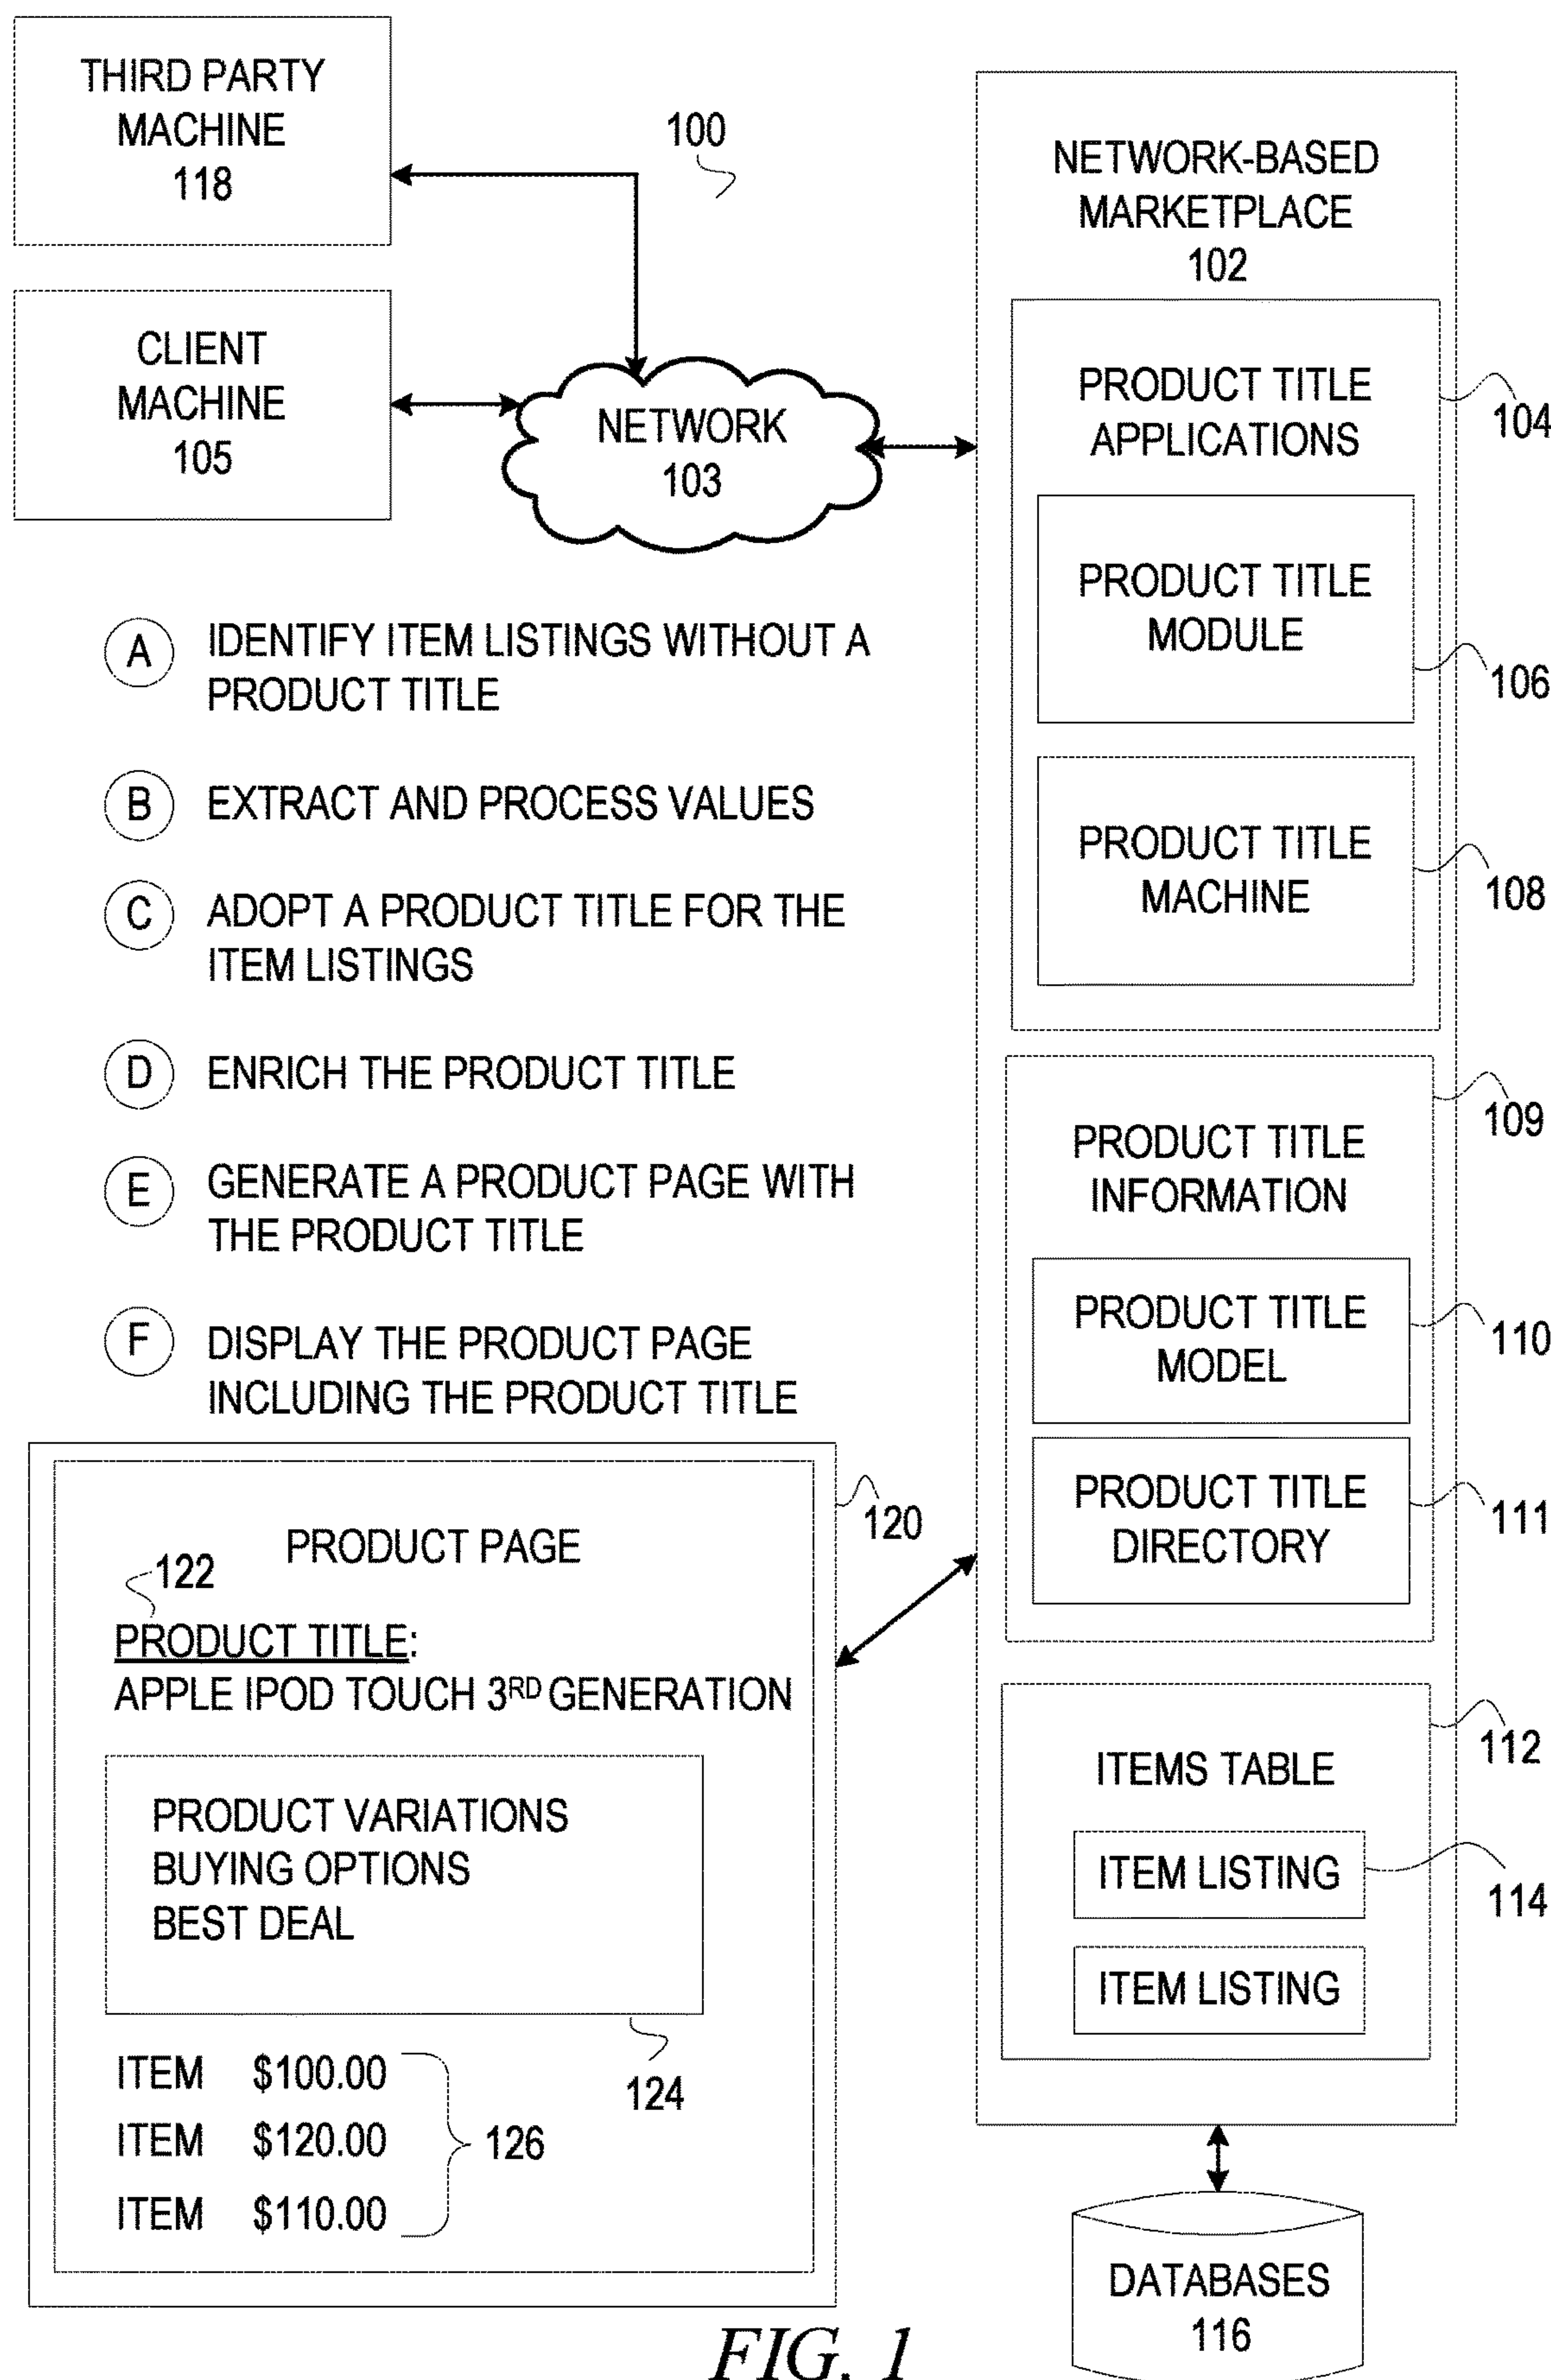 THIRD PARTY
MACHINE
118
100
CLIENT
MACHINE
105
NETWORK
103
NETWORK-BASED
MARKETPLACE
102
PRODUCT TITLE
APPLICATIONS
104
PRODUCT TITLE
MODULE
106
PRODUCT TITLE
MACHINE
108
PRODUCT TITLE
INFORMATION
109
PRODUCT TITLE
MODEL
110
PRODUCT TITLE
DIRECTORY
111
ITEMS TABLE
112
ITEM LISTING
114
ITEM LISTING
DATABASES
116
A IDENTIFY ITEM LISTINGS WITHOUT A
PRODUCT TITLE
B EXTRACT AND PROCESS VALUES
C ADOPT A PRODUCT TITLE FOR THE
ITEM LISTINGS
D ENRICH THE PRODUCT TITLE
E GENERATE A PRODUCT PAGE WITH
THE PRODUCT TITLE
F DISPLAY THE PRODUCT PAGE
INCLUDING THE PRODUCT TITLE
120
PRODUCT PAGE
122
PRODUCT TITLE:
APPLE IPOD TOUCH 3RD GENERATION
PRODUCT VARIATIONS
BUYING OPTIONS
BEST DEAL
124
ITEM $100.00
ITEM $120.00
ITEM $110.00
126
FIG. 1